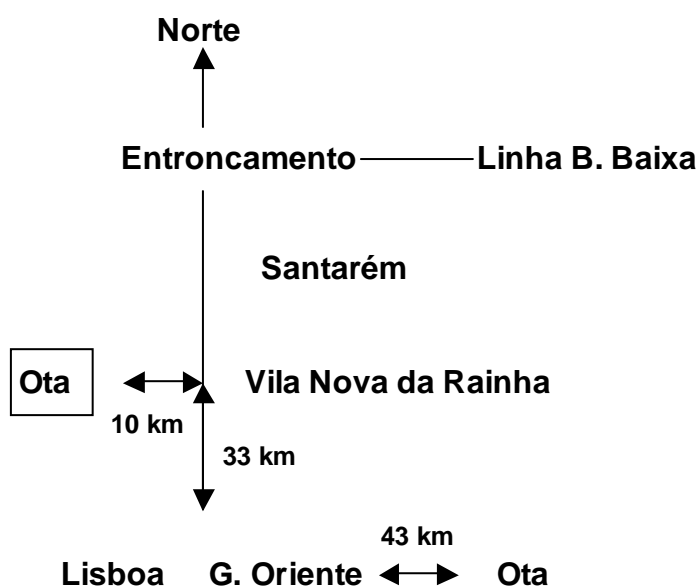 Norte
Entroncamento Linha B. Baixa
Santarém
Ota Vila Nova da Rainha
10 km
33 km
43 km
Lisboa G. Oriente Ota